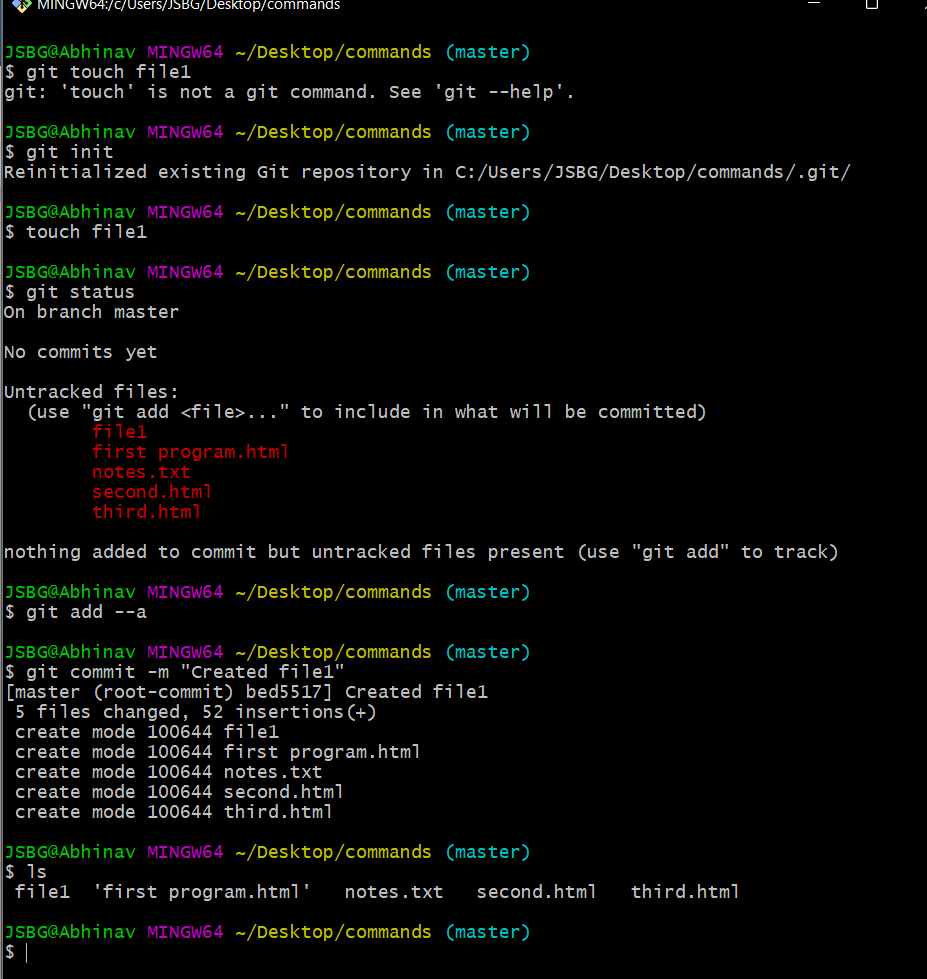 MINGW64:/c/Users/JSBG/Desktop/commands
JSBG@Abhinav MINGW64 ~/Desktop/commands (master)
$ git touch file1
git: 'touch' is not a git command. See 'git --help'.
JSBG@Abhinav MINGW64 ~/Desktop/commands (master)
$ git init
Reinitialized existing Git repository in C:/Users/JSBG/Desktop/commands/.git/
JSBG@Abhinav MINGW64 ~/Desktop/commands (master)
$ touch file1
JSBG@Abhinav MINGW64 ~/Desktop/commands (master)
$ git status
On branch master
No commits yet
Untracked files:
(use "git add <file>..." to include in what will be committed)
file1
first program.html
notes.txt
second.html
third.html
nothing added to commit but untracked files present (use "git add" to track)
JSBG@Abhinav MINGW64 ~/Desktop/commands (master)
$ git add --a
JSBG@Abhinav MINGW64 ~/Desktop/commands (master)
$ git commit -m "Created file1"
[master (root-commit) bed5517] Created file1
5 files changed, 52 insertions(+)
create mode 100644 file1
create mode 100644 first program.html
create mode 100644 notes.txt
create mode 100644 second.html
create mode 100644 third.html
JSBG@Abhinav MINGW64 ~/Desktop/commands (master)
$ ls
file1 'first program.html' notes.txt second.html third.html
JSBG@Abhinav MINGW64 ~/Desktop/commands (master)
$